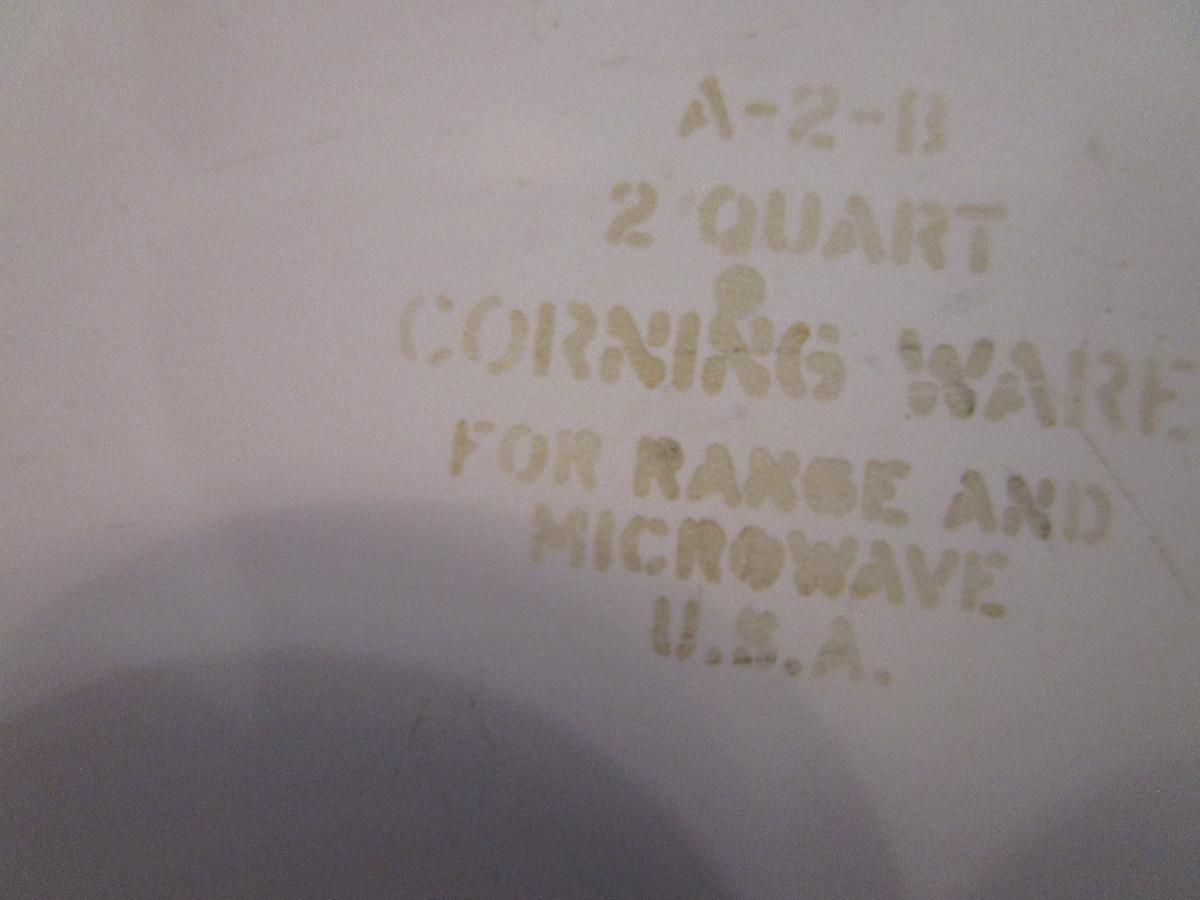 A-2-B
2 QUART
CORNING WARE
FOR RANGE AND
MICROWAVE
U.S.A.